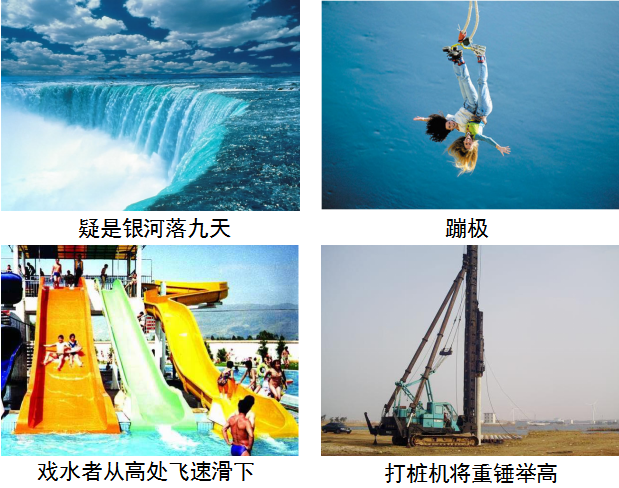 疑是银河落九天
蹦极
戏水者从高处飞速滑下
打桩机将重锤举高